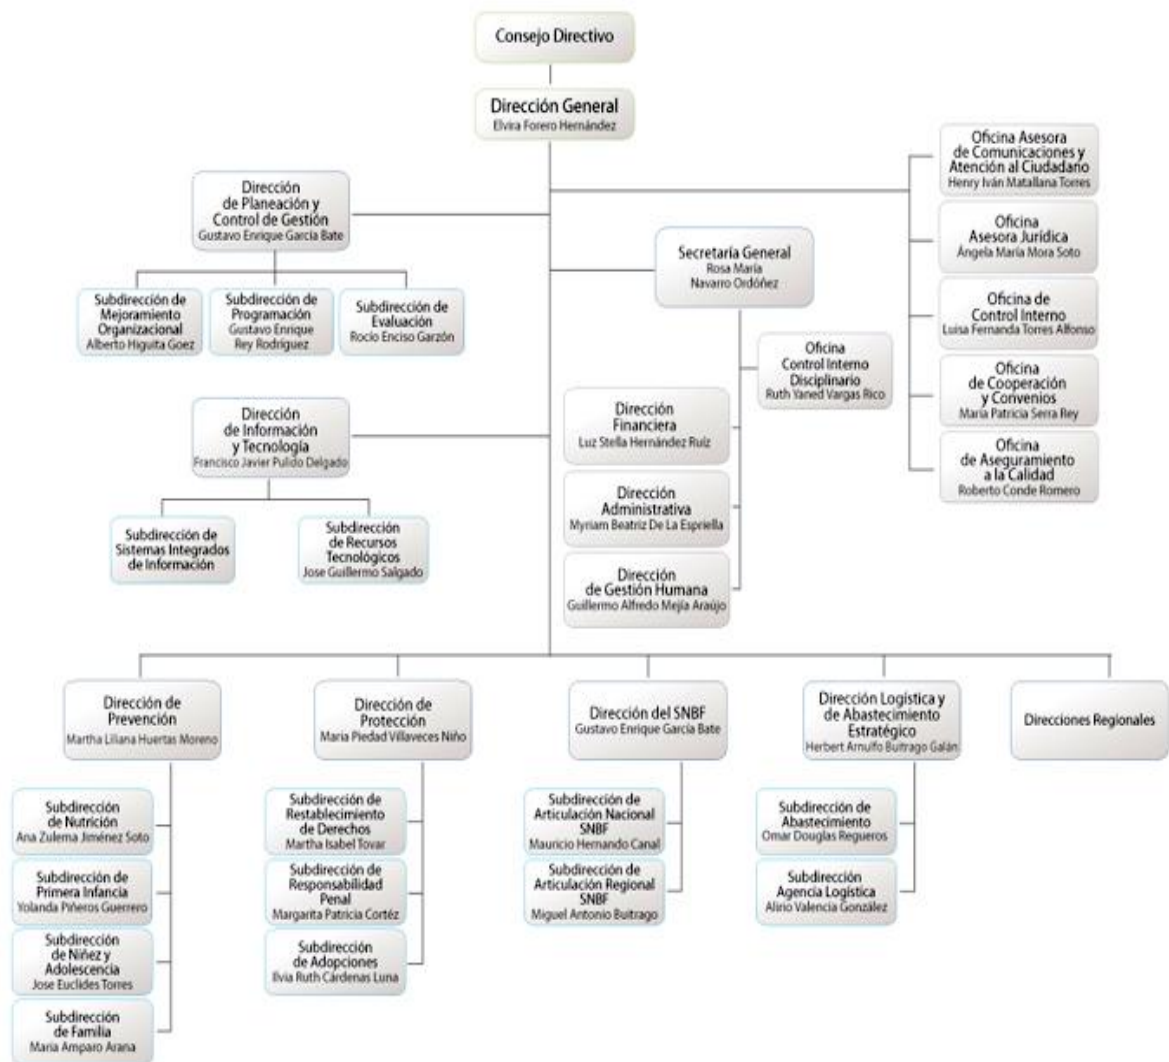 Consejo Directivo
Dirección General
Elvira Forero Hernández
Dirección
de Planeación y
Control de Gestión
Gustavo Enrique García Bate
Subdirección de
Mejoramiento
Organizacional
Alberto Higuita Goez
Subdirección de
Programación
Gustavo Enrique
Rey Rodríguez
Subdirección de
Evaluación
Rocío Enciso Garzón
Dirección
de Información
y Tecnología
Francisco Javier Pulido Delgado
Subdirección de
Sistemas Integrados
de Información
Subdirección
de Recursos
Tecnológicos
Jose Guillermo Salgado
Secretaría General
Rosa María
Navarro Ordóñez
Oficina
Control Interno
Disciplinario
Ruth Yaned Vargas Rico
Dirección
Financiera
Luz Stella Hernández Ruíz
Dirección
Administrativa
Myriam Beatriz De La Espriella
Dirección
de Gestión Humana
Guillermo Alfredo Mejía Araújo
Oficina Asesora
de Comunicaciones y
Atención al Ciudadano
Henry Iván Matallana Torres
Oficina
Asesora Jurídica
Ángela María Mora Soto
Oficina de
Control Interno
Luisa Fernanda Torres Alfonso
Oficina
de Cooperación
y Convenios
María Patricia Serra Rey
Oficina
de Aseguramiento
a la Calidad
Roberto Conde Romero
Dirección de
Prevención
Martha Liliana Huertas Moreno
Subdirección
de Nutrición
Ana Zulema Jiménez Soto
Subdirección de
Primera Infancia
Yolanda Piñeros Guerrero
Subdirección
de Niñez y
Adolescencia
Jose Euclides Torres
Subdirección
de Familia
Maria Amparo Arana
Dirección de
Protección
Maria Piedad Villaveces Niño
Subdirección de
Restablecimiento
de Derechos
Martha Isabel Tovar
Subdirección de
Responsabilidad
Penal
Margarita Patricia Cortéz
Subdirección
de Adopciones
Ilvia Ruth Cárdenas Luna
Dirección del SNBF
Gustavo Enrique García Bate
Subdirección de
Articulación Nacional
SNBF
Mauricio Hernando Canal
Subdirección de
Articulación Regional
SNBF
Miguel Antonio Buitrago
Dirección Logística y
de Abastecimiento
Estratégico
Herbert Arnulfo Buitrago Galán
Subdirección de
Abastecimiento
Omar Douglas Regueros
Subdirección
Agencia Logística
Alirio Valencia González
Direcciones Regionales